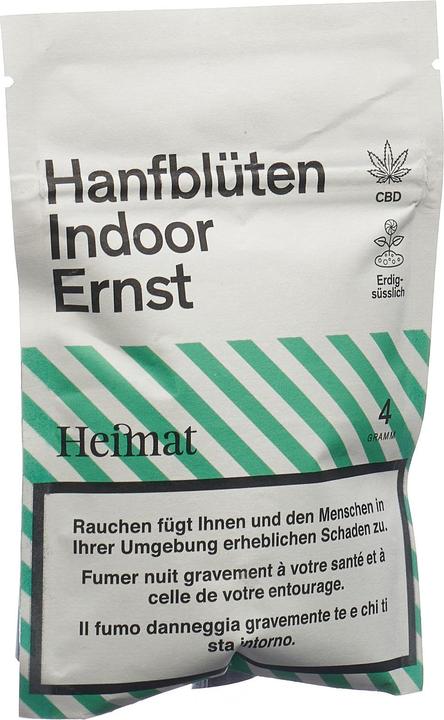 Hanfblüten
Indoor
Ernst
CBD
Erdig-
süsslich
Heimat
4
GRAMM
Rauchen fügt Ihnen und den Menschen in
Ihrer Umgebung erheblichen Schaden zu.
Fumer nuit gravement à votre santé et à
celle de votre entourage.
Il fumo danneggia gravemente te e chi ti
sta intorno.